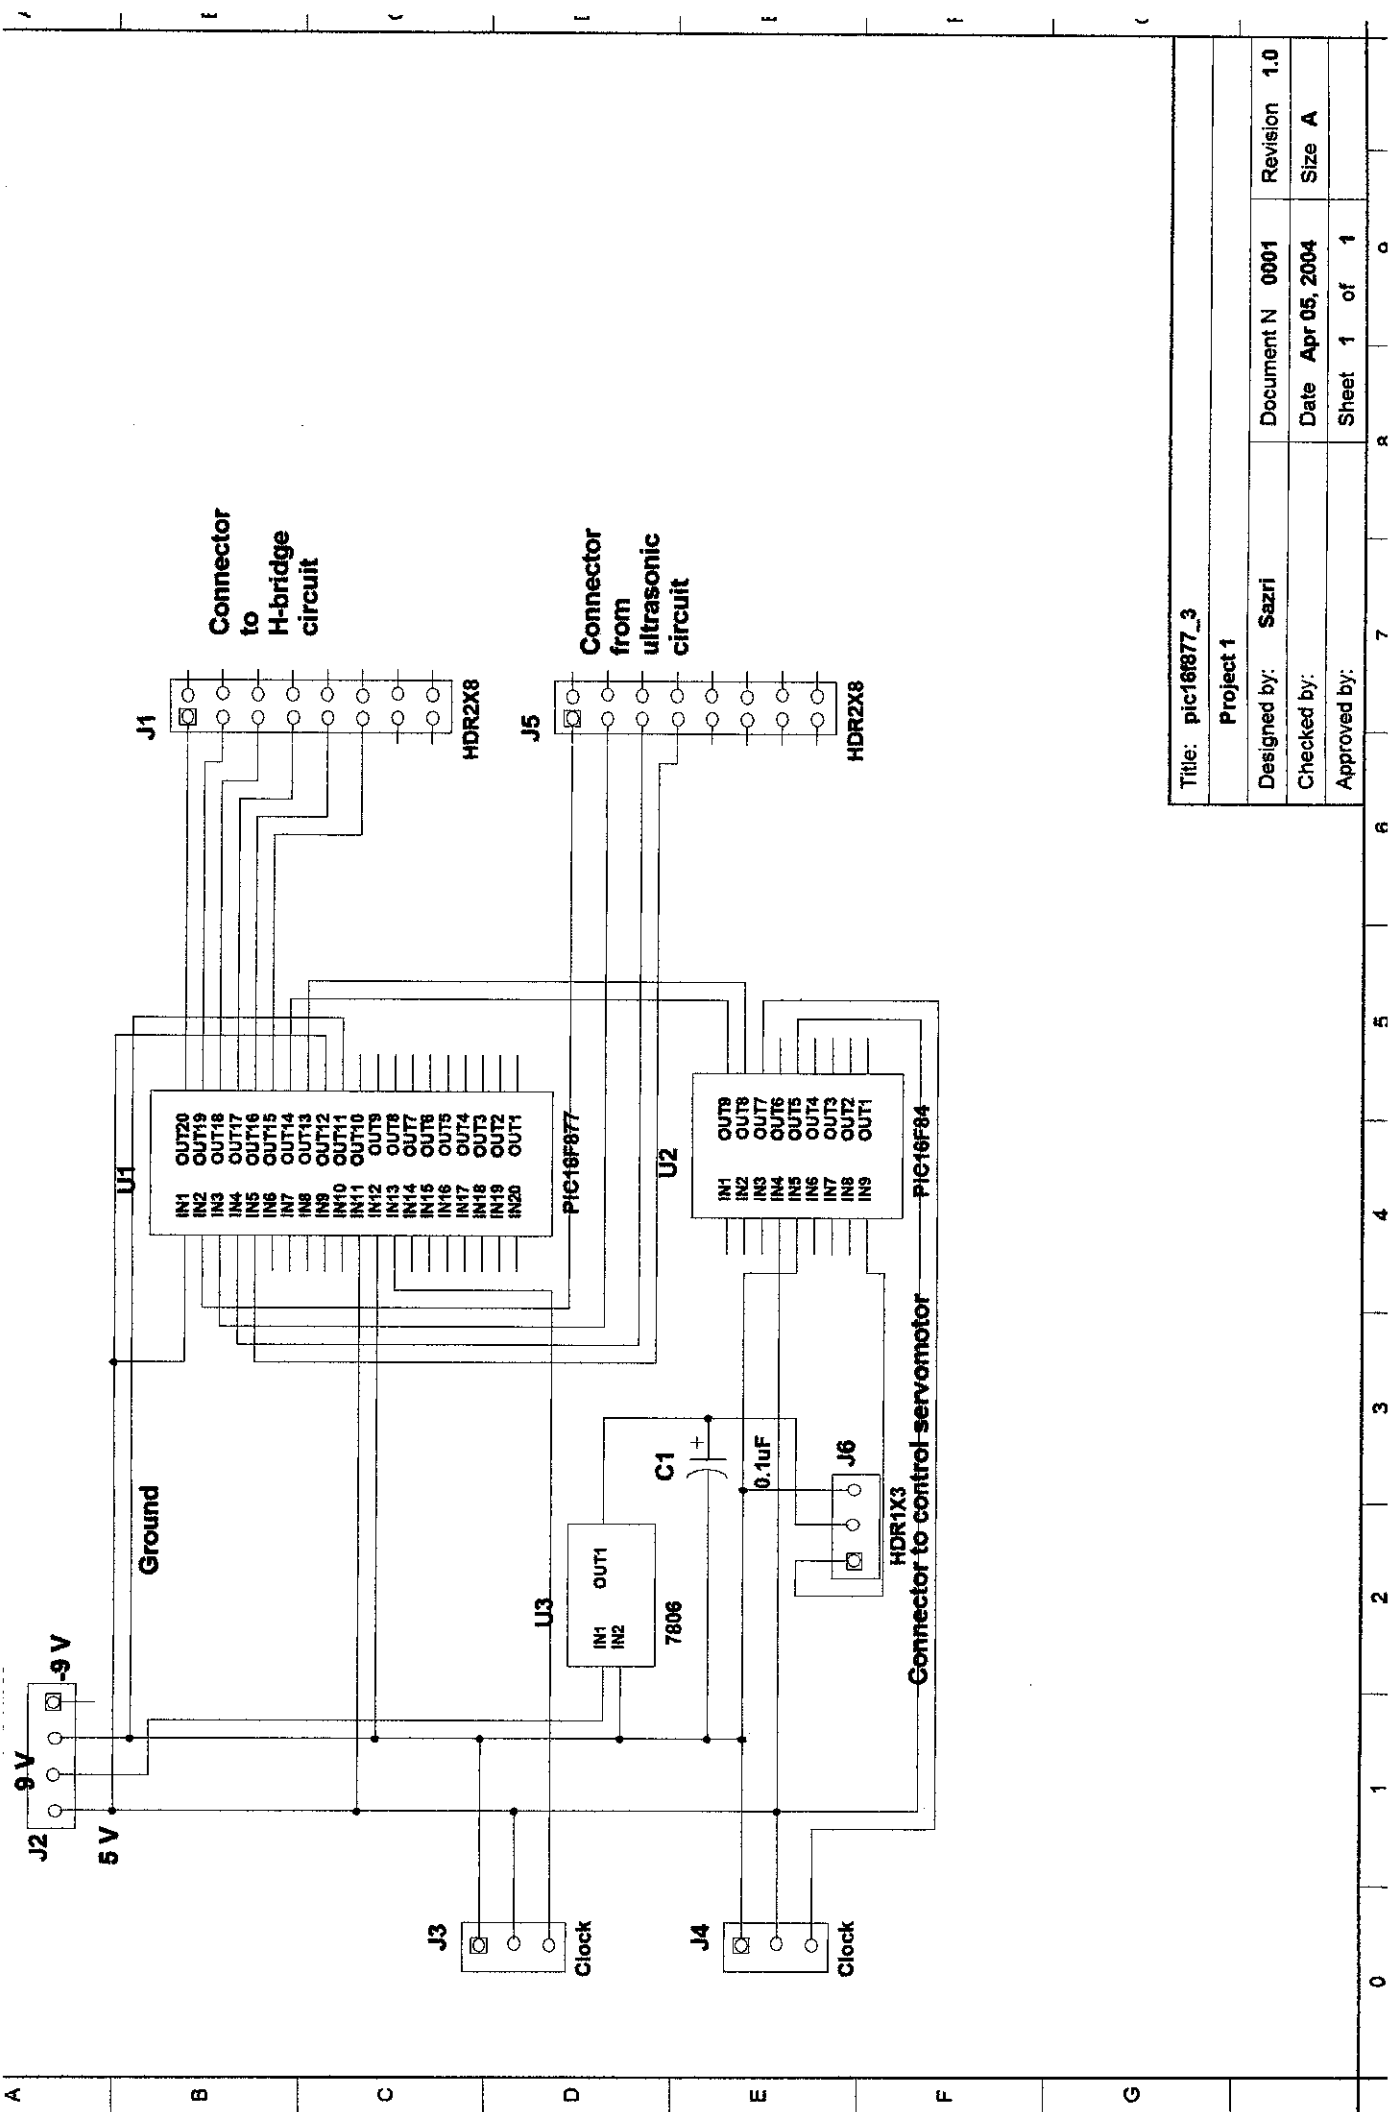 J2
9 V
-9 V
5 V
Ground
U1
IN1 OUT20
IN2 OUT19
IN3 OUT18
IN4 OUT17
IN5 OUT16
IN6 OUT15
IN7 OUT14
IN8 OUT13
IN9 OUT12
IN10 OUT11
IN11 OUT10
IN12 OUT9
IN13 OUT8
IN14 OUT7
IN15 OUT6
IN16 OUT5
IN17 OUT4
IN18 OUT3
IN19 OUT2
IN20 OUT1
PIC16F877
J1
Connector
to
H-bridge
circuit
HDR2X8
J5
Connector
from
ultrasonic
circuit
HDR2X8
J3
Clock
U3
IN1 OUT1
IN2
7806
C1
+
0.1uF
U2
IN1 OUT9
IN2 OUT8
IN3 OUT7
IN4 OUT6
IN5 OUT5
IN6 OUT4
IN7 OUT3
IN8 OUT2
IN9 OUT1
PIC16F84
J4
Clock
J6
HDR1X3
Connector to control servomotor
Title: pic16f877_3
Project 1
Designed by: Sazri Document N 0001 Revision 1.0
Checked by: Date Apr 05, 2004 Size A
Approved by: Sheet 1 of 1
A
B
C
D
E
F
G
0 1 2 3 4 5 6 7 8